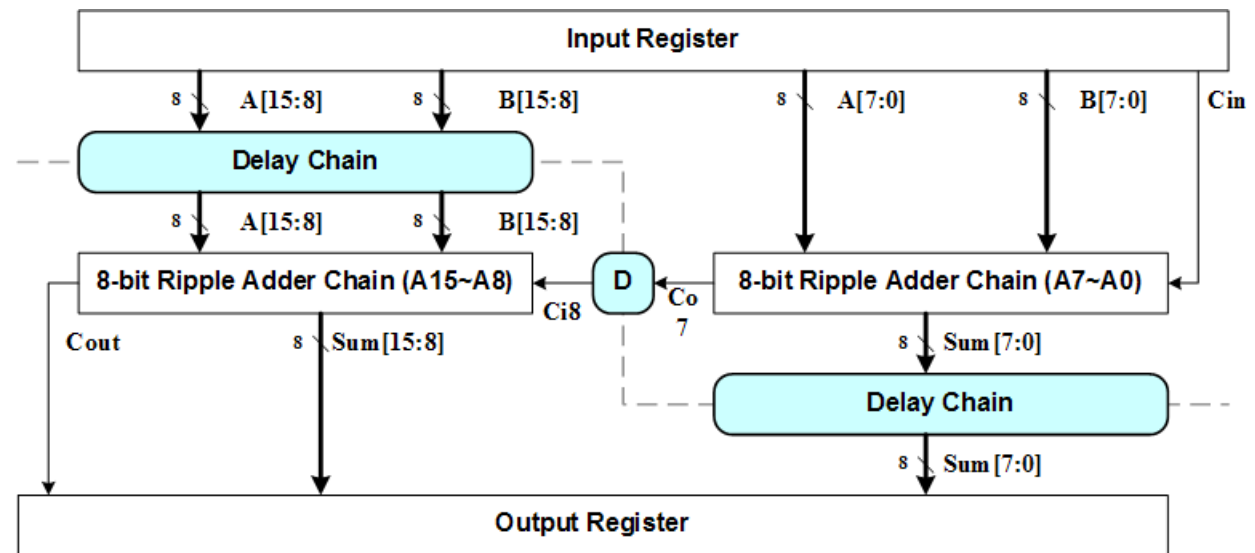 Input Register
8 A[15:8] 8 B[15:8] 8 A[7:0] 8 B[7:0] Cin
Delay Chain
8 A[15:8] 8 B[15:8]
8-bit Ripple Adder Chain (A15~A8) D 8-bit Ripple Adder Chain (A7~A0)
Ci8 Co
7
Cout 8 Sum[15:8] 8 Sum[7:0]
Delay Chain
8 Sum[7:0]
Output Register